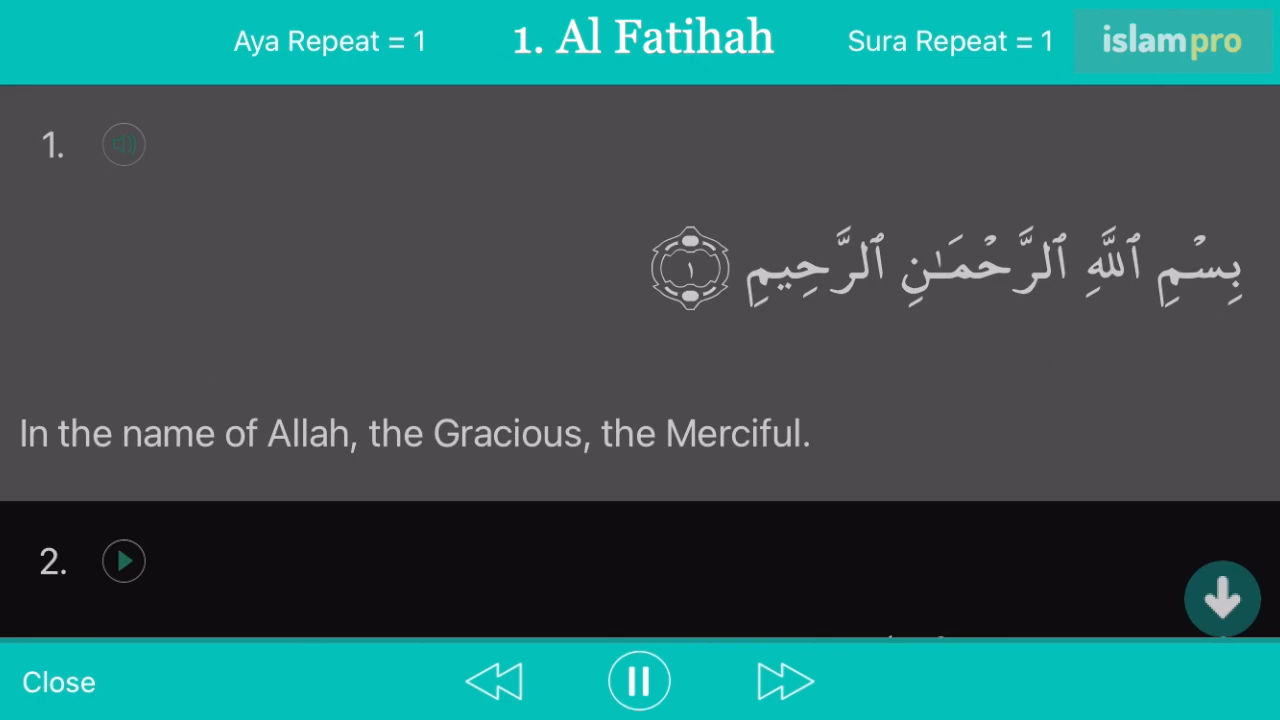 Aya Repeat = 1 1. Al Fatihah Sura Repeat = 1 islampro
1.
بِسْمِ ٱللَّهِ ٱلرَّحْمَـٰنِ ٱلرَّحِيمِ ١
In the name of Allah, the Gracious, the Merciful.
2.
Close